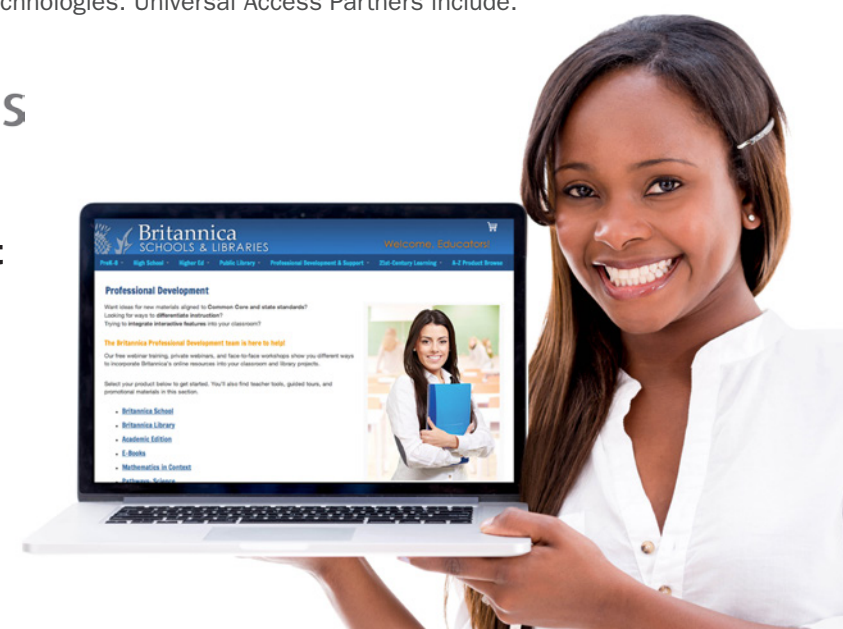 chnologies. Universal Access Partners include:
s
t
Britannica
SCHOOLS & LIBRARIES
Welcome, Educators!
PreK-8 High School Higher Ed Public Library Professional Development & Support 21st-Century Learning A-Z Product Browse
Professional Development
Want ideas for new materials aligned to Common Core and state standards?
Looking for ways to differentiate instruction?
Trying to integrate interactive features into your classroom?
The Britannica Professional Development team is here to help!
Our free webinar training, private webinars, and face-to-face workshops show you different ways
to incorporate Britannica's online resources into your classroom and library projects.
Select your product below to get started. You'll also find teacher tools, guided tours, and
promotional materials in this section.
• Britannica School
• Britannica Library
• Academic Edition
• E-Books
• Mathematics in Context
• Pathways: Science